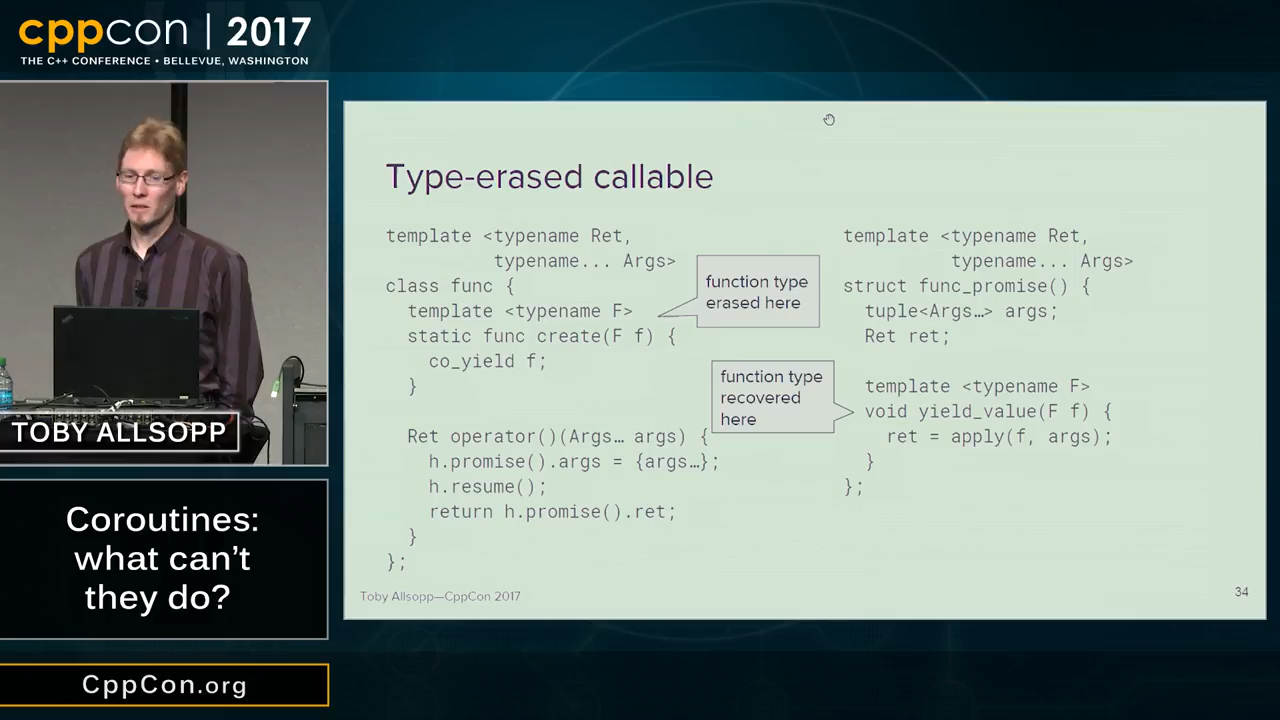 cppcon | 2017
THE C++ CONFERENCE • BELLEVUE, WASHINGTON
TOBY ALLSOPP
Coroutines:
what can't
they do?
CppCon.org
Type-erased callable
template <typename Ret,
typename... Args>
class func {
template <typename F>
static func create(F f) {
co_yield f;
}
Ret operator()(Args… args) {
h.promise().args = {args…};
h.resume();
return h.promise().ret;
}
};
function type
erased here
function type
recovered
here
template <typename Ret,
typename... Args>
struct func_promise() {
tuple<Args…> args;
Ret ret;
template <typename F>
void yield_value(F f) {
ret = apply(f, args);
}
};
Toby Allsopp—CppCon 2017
34